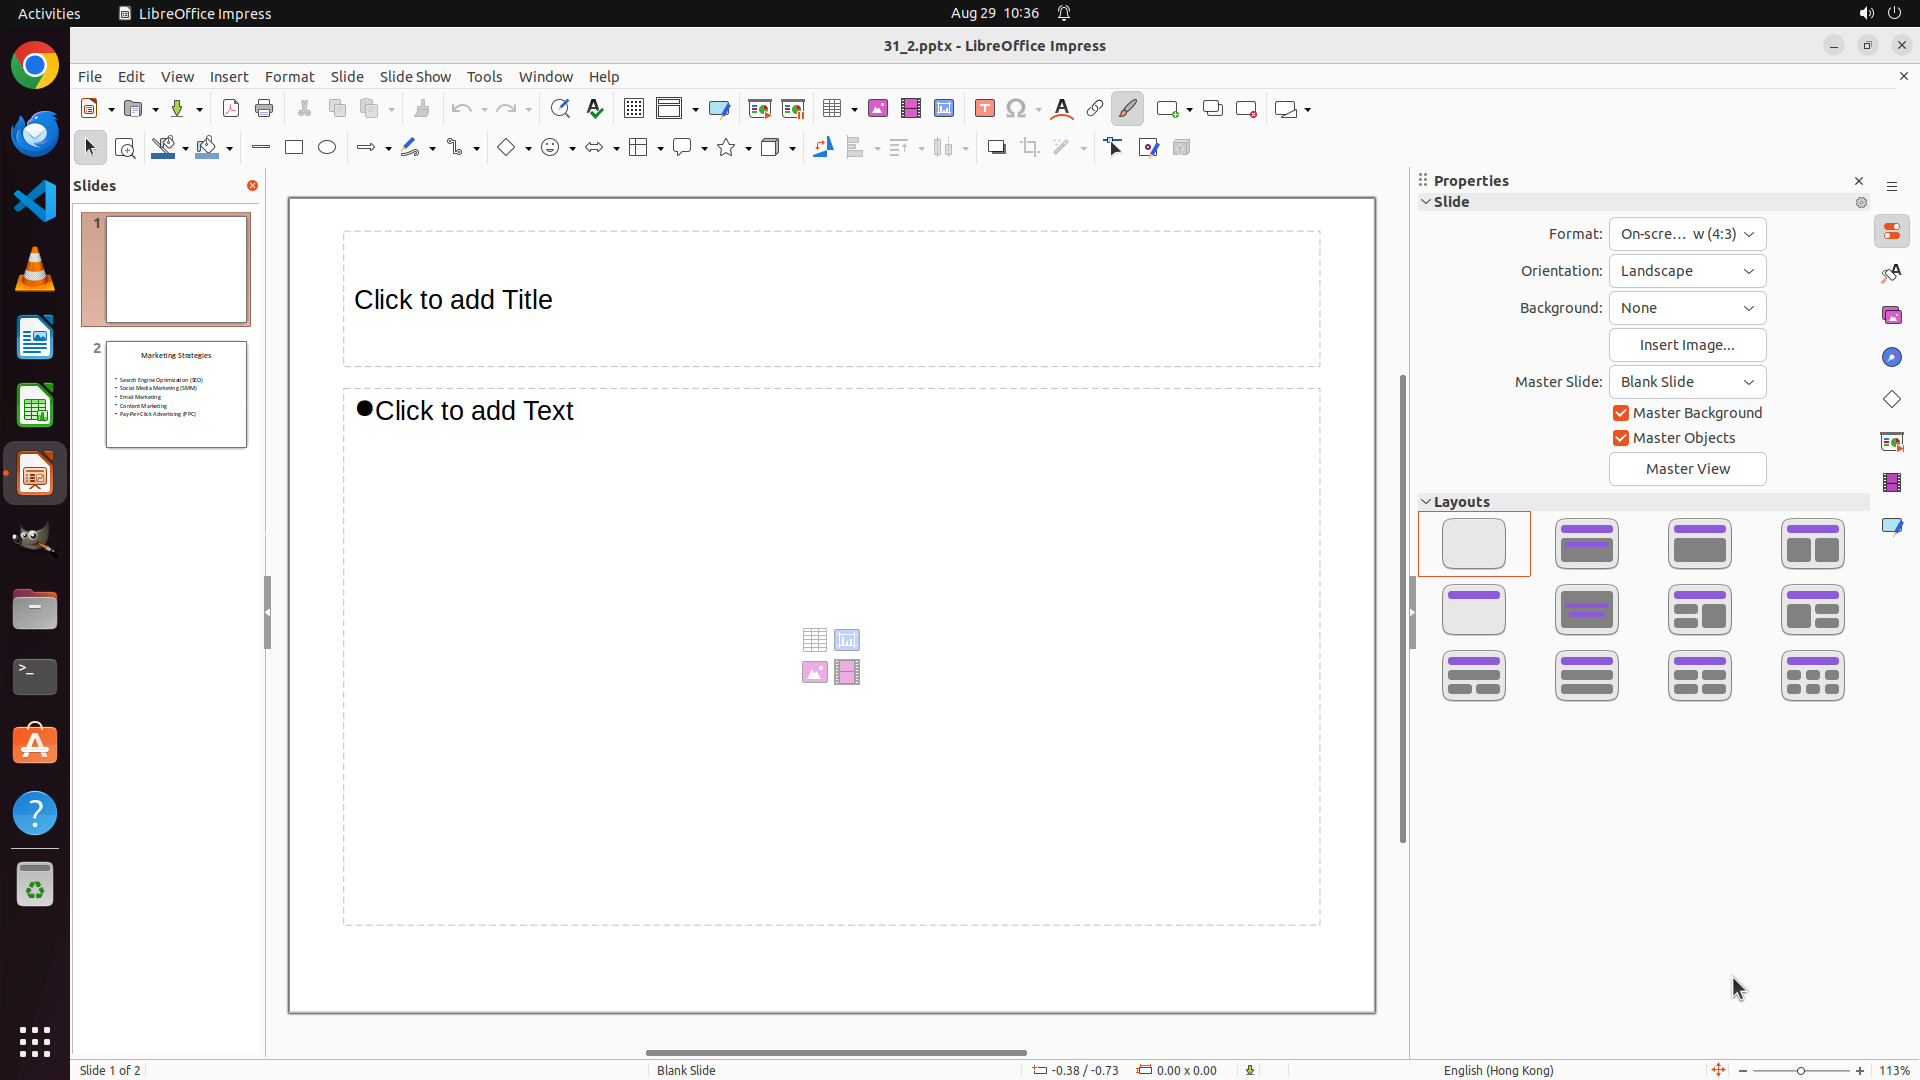 Activities
LibreOffice Impress
Aug 29 10:36
31_2.pptx - LibreOffice Impress
File Edit View Insert Format Slide Slide Show Tools Window Help
Slides
1
2
Marketing Strategies
• Search Engine Optimization (SEO)
• Social Media Marketing (SMM)
• Email Marketing
• Content Marketing
• Pay-Per-Click Advertising (PPC)
Click to add Title
●Click to add Text
Properties
Slide
Format: On-scre... w (4:3)
Orientation: Landscape
Background: None
Insert Image...
Master Slide: Blank Slide
Master Background
Master Objects
Master View
Layouts
Slide 1 of 2
Blank Slide
-0.38 / -0.73
0.00 x 0.00
English (Hong Kong)
113%